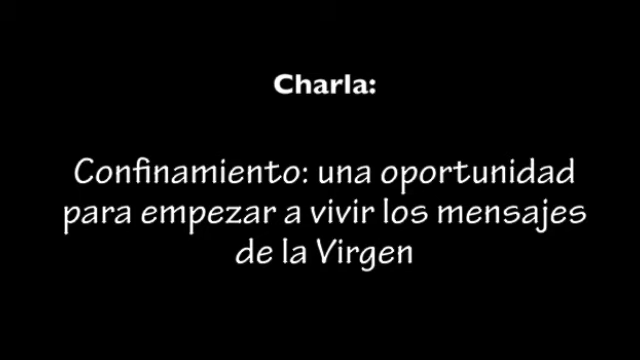 Charla:
Confinamiento: una oportunidad
para empezar a vivir los mensajes
de la Virgen